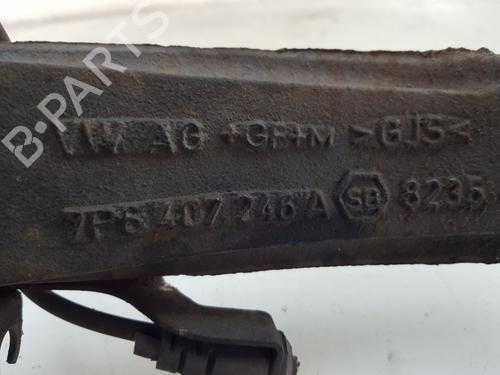 B-PARTS
VW AG +GF+M >GJS<
7P6 407 246 A SB 8235